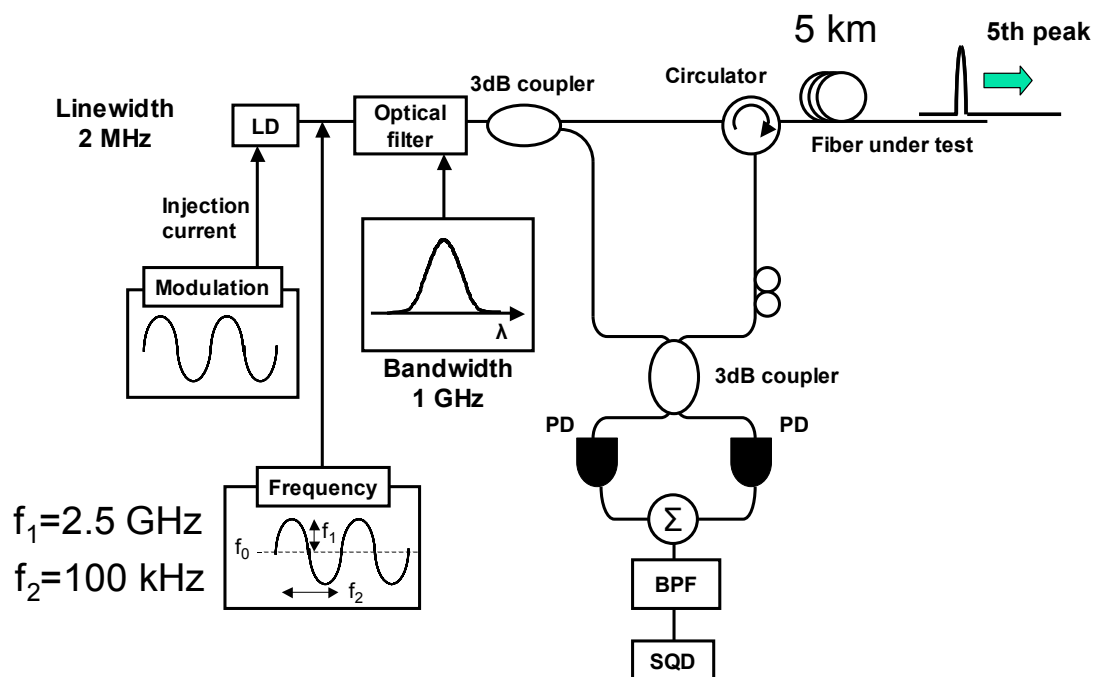 5 km
5th peak
3dB coupler
Circulator
Linewidth
2 MHz
LD
Optical
filter
Fiber under test
Injection
current
Modulation
λ
Bandwidth
1 GHz
3dB coupler
PD
PD
Frequency
f₁=2.5 GHz
f₁
f₀
Σ
f₂=100 kHz
f₂
BPF
SQD